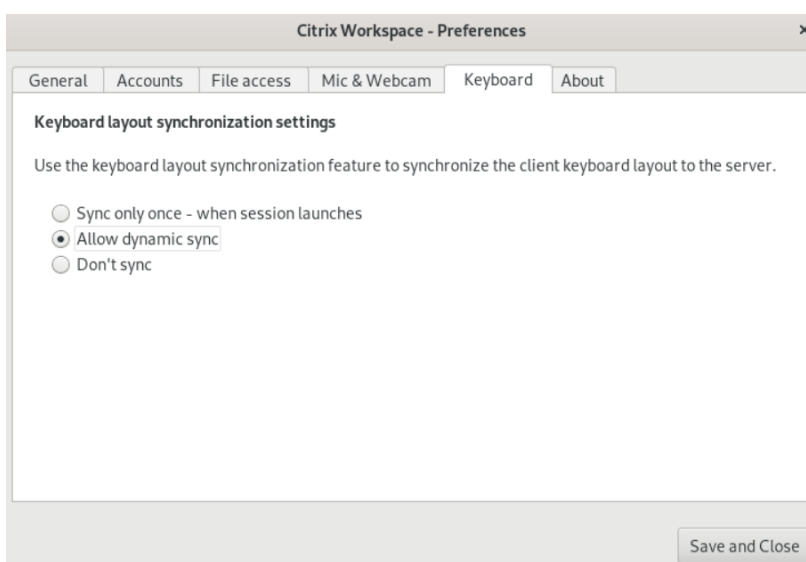 Citrix Workspace - Preferences
General Accounts File access Mic & Webcam Keyboard About
Keyboard layout synchronization settings
Use the keyboard layout synchronization feature to synchronize the client keyboard layout to the server.
Sync only once - when session launches
Allow dynamic sync
Don't sync
Save and Close